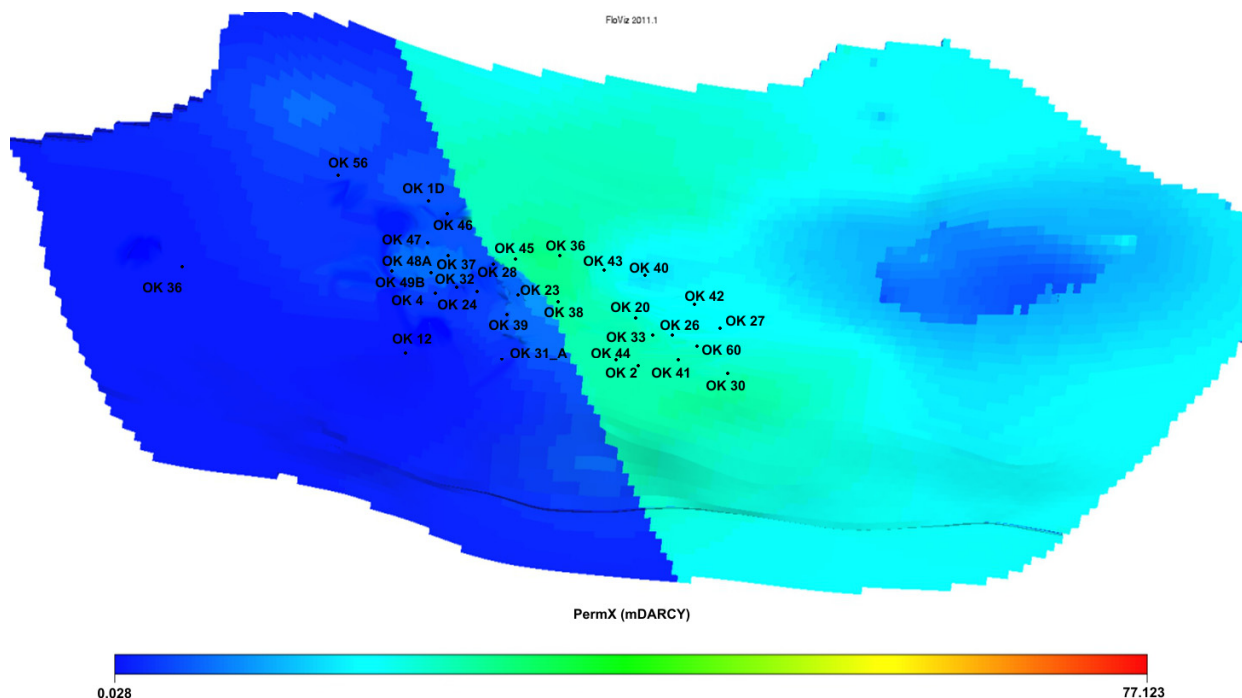 FloViz 2011.1
OK 56
OK 1D
OK 46
OK 47
OK 45
OK 36
OK 43
OK 48A
OK 37
OK 28
OK 40
OK 36
OK 49B
OK 32
OK 23
OK 4
OK 24
OK 42
OK 38
OK 20
OK 39
OK 27
OK 33
OK 26
OK 12
OK 31_A
OK 44
OK 60
OK 2
OK 41
OK 30
PermX (mDARCY)
0.028
77.123